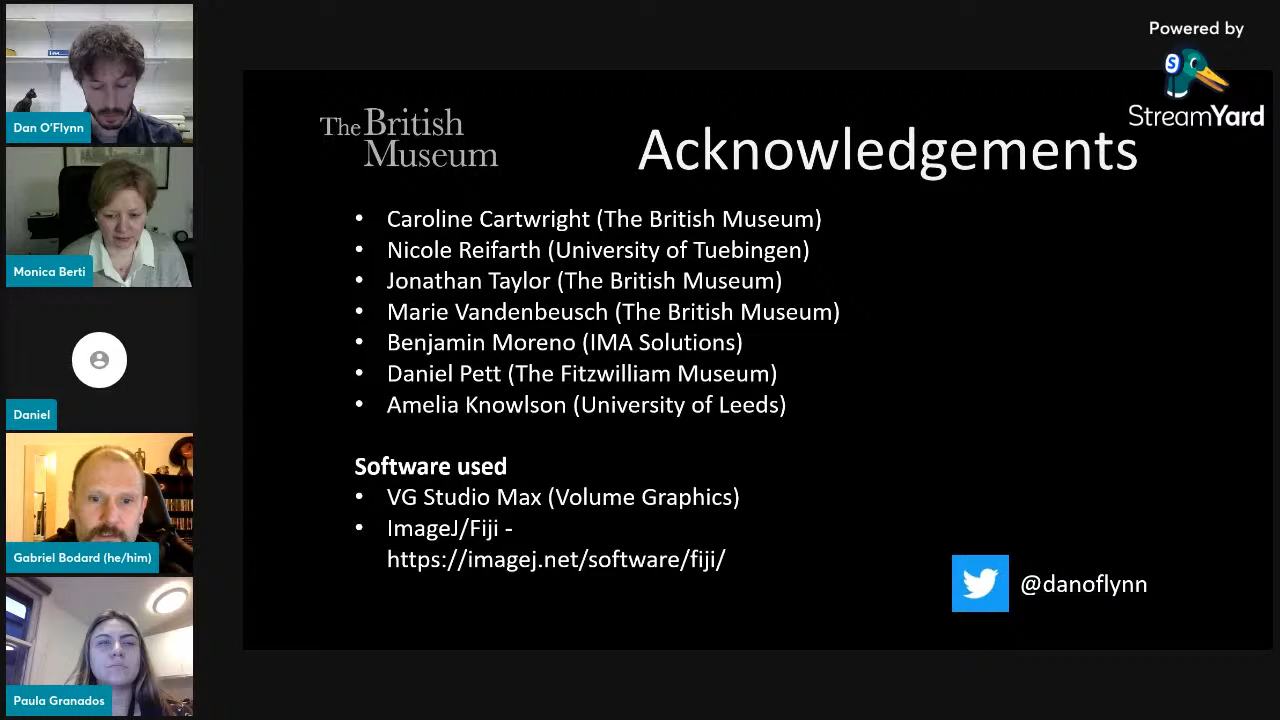 Powered by
StreamYard
Dan O'Flynn
Monica Berti
Daniel
Gabriel Bodard (he/him)
Paula Granados
The British
Museum
Acknowledgements
• Caroline Cartwright (The British Museum)
• Nicole Reifarth (University of Tuebingen)
• Jonathan Taylor (The British Museum)
• Marie Vandenbeusch (The British Museum)
• Benjamin Moreno (IMA Solutions)
• Daniel Pett (The Fitzwilliam Museum)
• Amelia Knowlson (University of Leeds)
Software used
• VG Studio Max (Volume Graphics)
• ImageJ/Fiji -
https://imagej.net/software/fiji/
@danoflynn